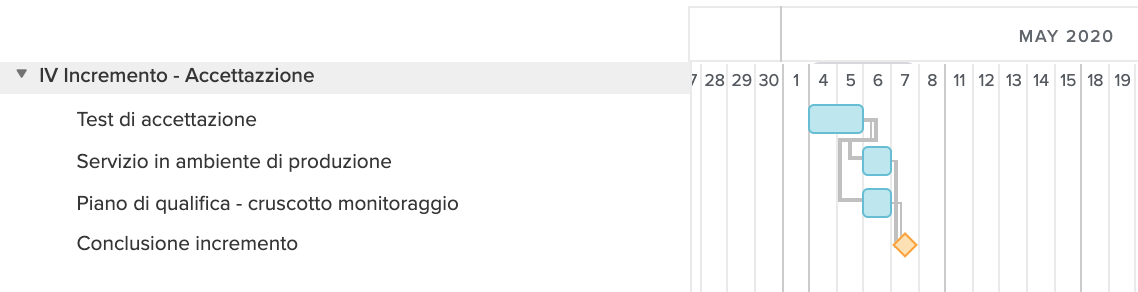 MAY 2020
IV Incremento - Accettazzione
7 28 29 30 1 4 5 6 7 8 11 12 13 14 15 18 19
Test di accettazione
Servizio in ambiente di produzione
Piano di qualifica - cruscotto monitoraggio
Conclusione incremento